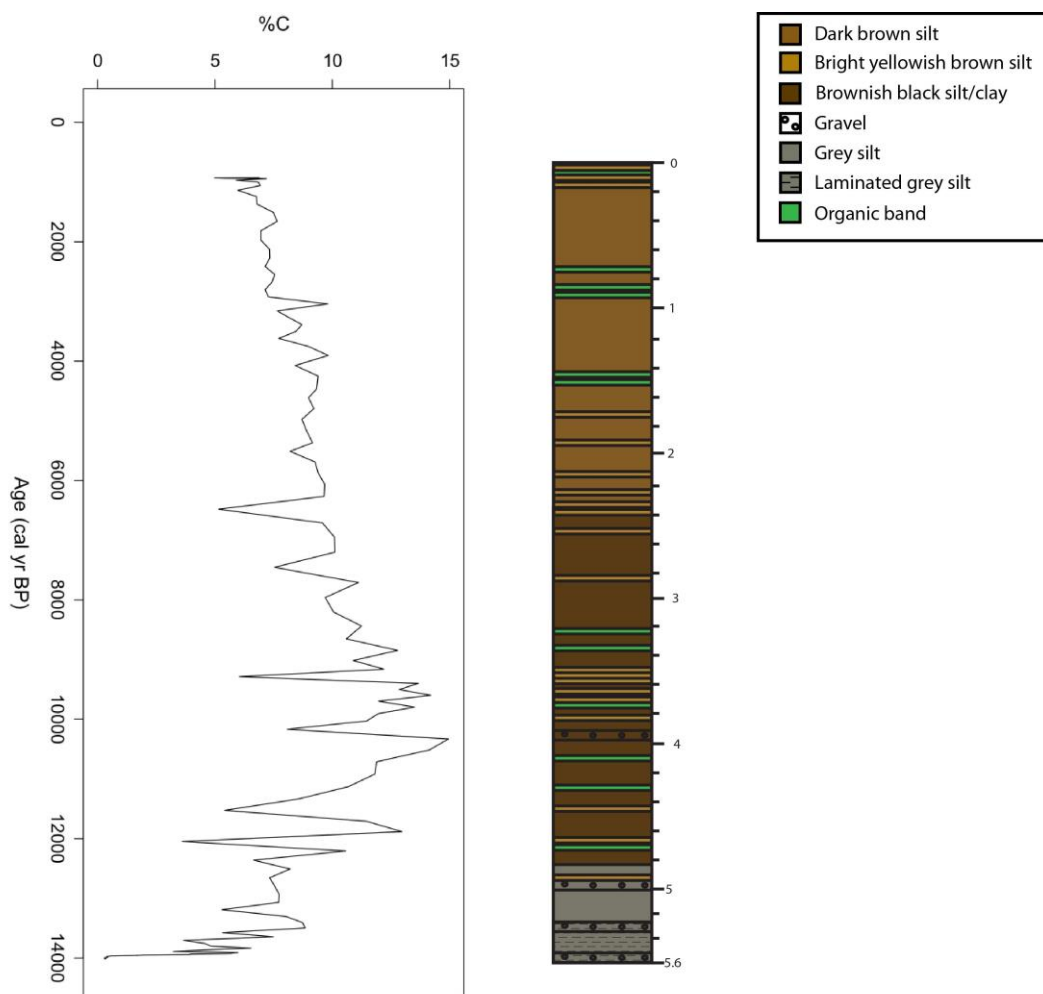 %C
0 5 10 15
0
2000
4000
6000
8000
10000
12000
14000
Age (cal yr BP)
0
1
2
3
4
5
5.6
Dark brown silt
Bright yellowish brown silt
Brownish black silt/clay
Gravel
Grey silt
Laminated grey silt
Organic band